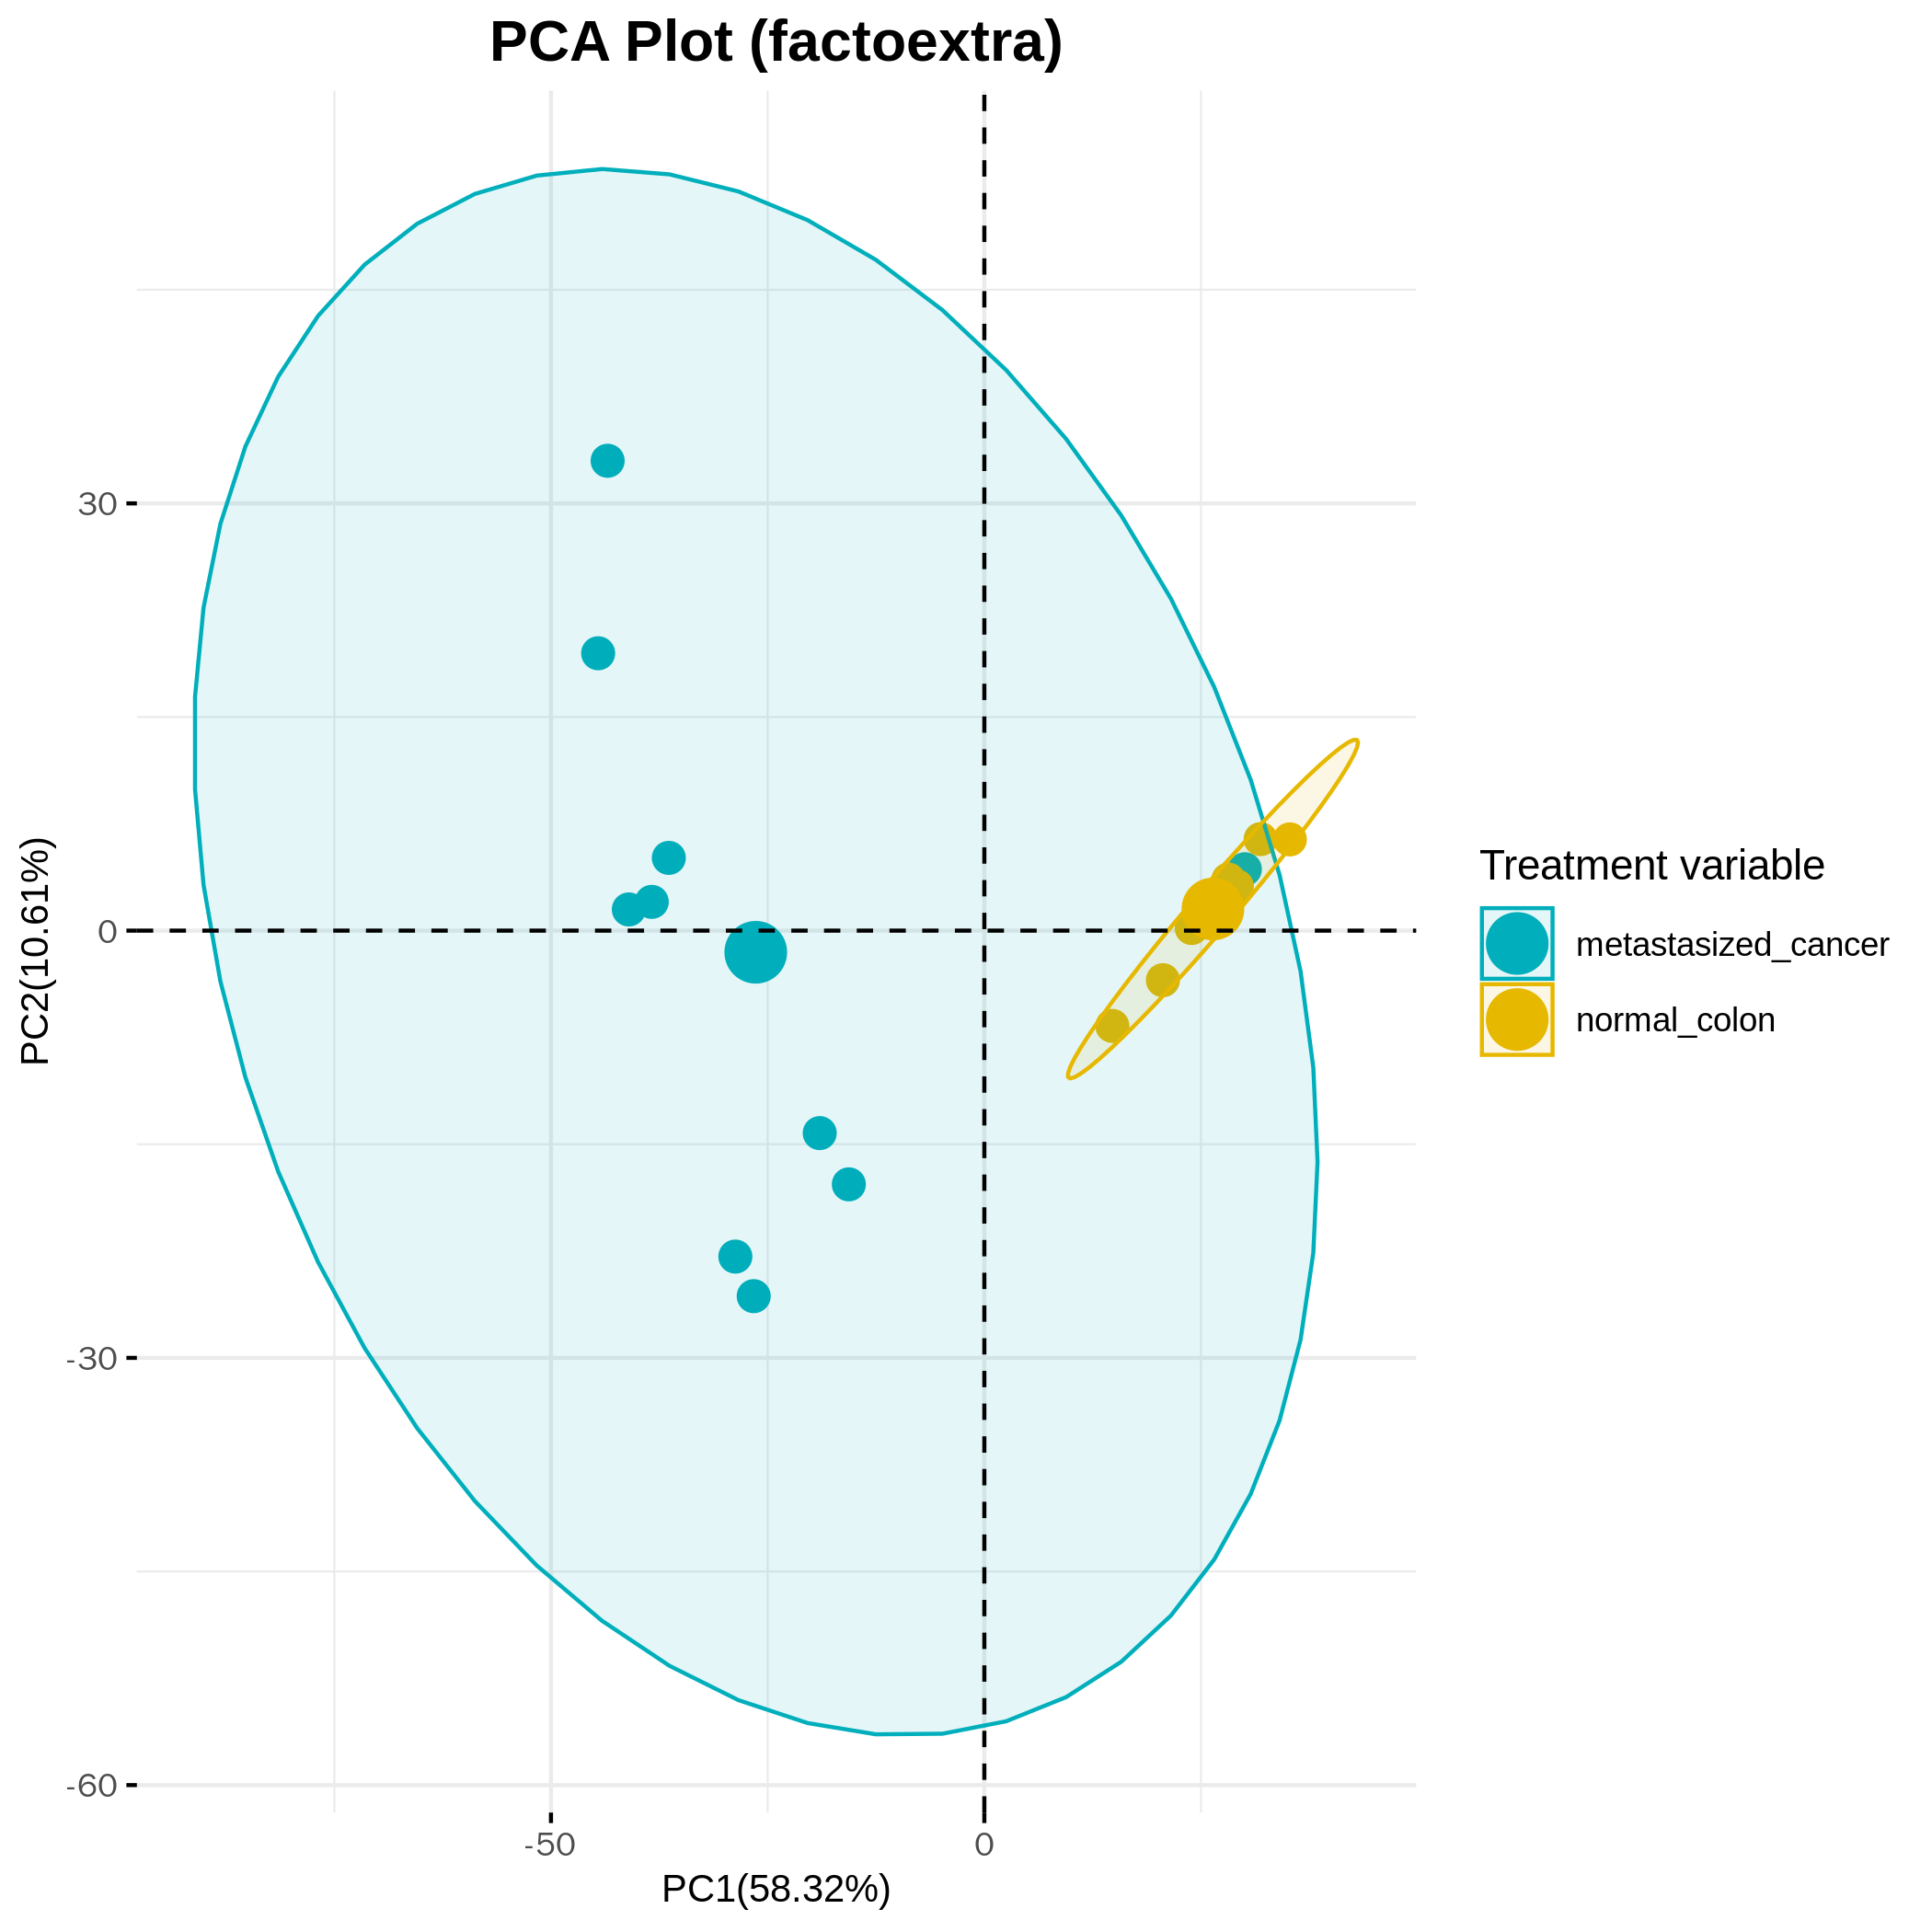 PCA Plot (factoextra)
30
0
-30
-60
PC2(10.61%)
-50
0
PC1(58.32%)
Treatment variable
metastasized_cancer
normal_colon